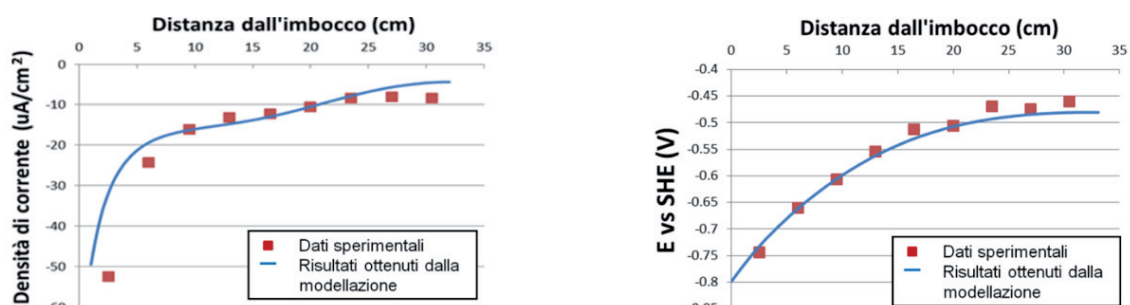 Distanza dall'imbocco (cm)
0 5 10 15 20 25 30 35
0
-10
-20
-30
-40
-50
-60
Densità di corrente (uA/cm²)
Dati sperimentali
Risultati ottenuti dalla
modellazione
Distanza dall'imbocco (cm)
0 5 10 15 20 25 30 35
-0.4
-0.45
-0.5
-0.55
-0.6
-0.65
-0.7
-0.75
-0.8
-0.85
E vs SHE (V)
Dati sperimentali
Risultati ottenuti dalla
modellazione